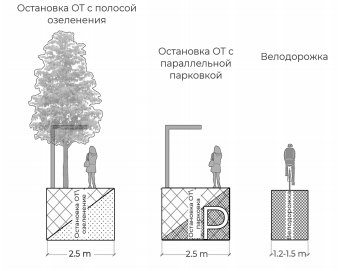 Остановка ОТ с полосой
озеленения
Остановка ОТ с
параллельной
парковкой
Велодорожка
Остановка ОТ\
озеленение
Остановка ОТ\
парковка
P
Велодорожка
2.5 m
2.5 m
1.2-1.5 m